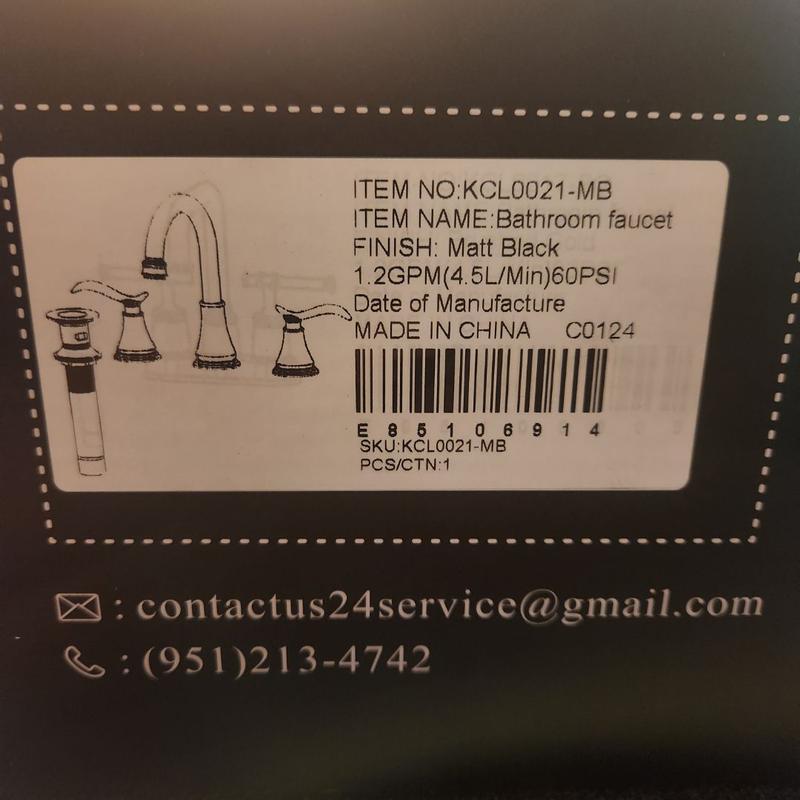 ITEM NO:KCL0021-MB
ITEM NAME:Bathroom faucet
FINISH: Matt Black
1.2GPM(4.5L/Min)60PSI
Date of Manufacture
MADE IN CHINA C0124
E 8 5 1 0 6 9 1 4
SKU:KCL0021-MB
PCS/CTN:1
: contactus24service@gmail.com
: (951)213-4742